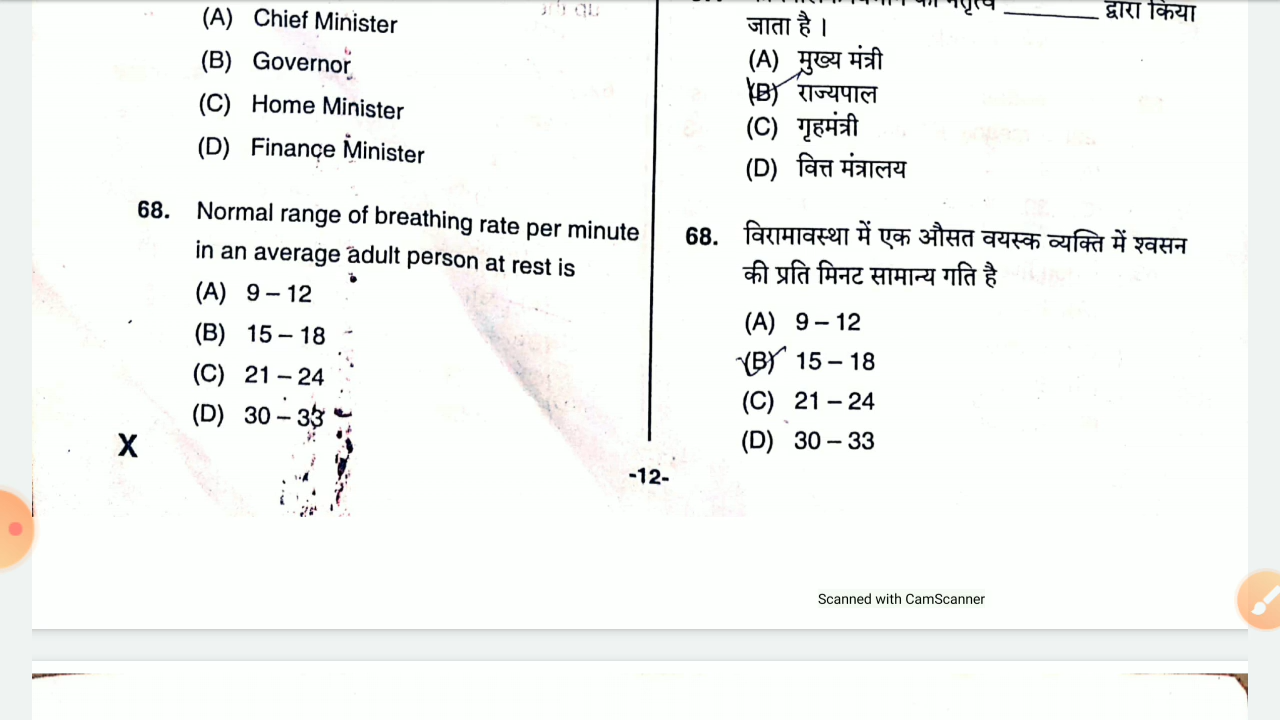 (A) Chief Minister
(B) Governor
(C) Home Minister
(D) Finance Minister
68. Normal range of breathing rate per minute
in an average adult person at rest is
(A) 9 – 12
(B) 15 – 18
(C) 21 – 24
(D) 30 – 33
X
द्वारा किया
जाता है ।
(A) मुख्य मंत्री
(B) राज्यपाल
(C) गृहमंत्री
(D) वित्त मंत्रालय
68. विरामावस्था में एक औसत वयस्क व्यक्ति में श्वसन
की प्रति मिनट सामान्य गति है
(A) 9 – 12
(B) 15 – 18
(C) 21 – 24
(D) 30 – 33
-12-
Scanned with CamScanner